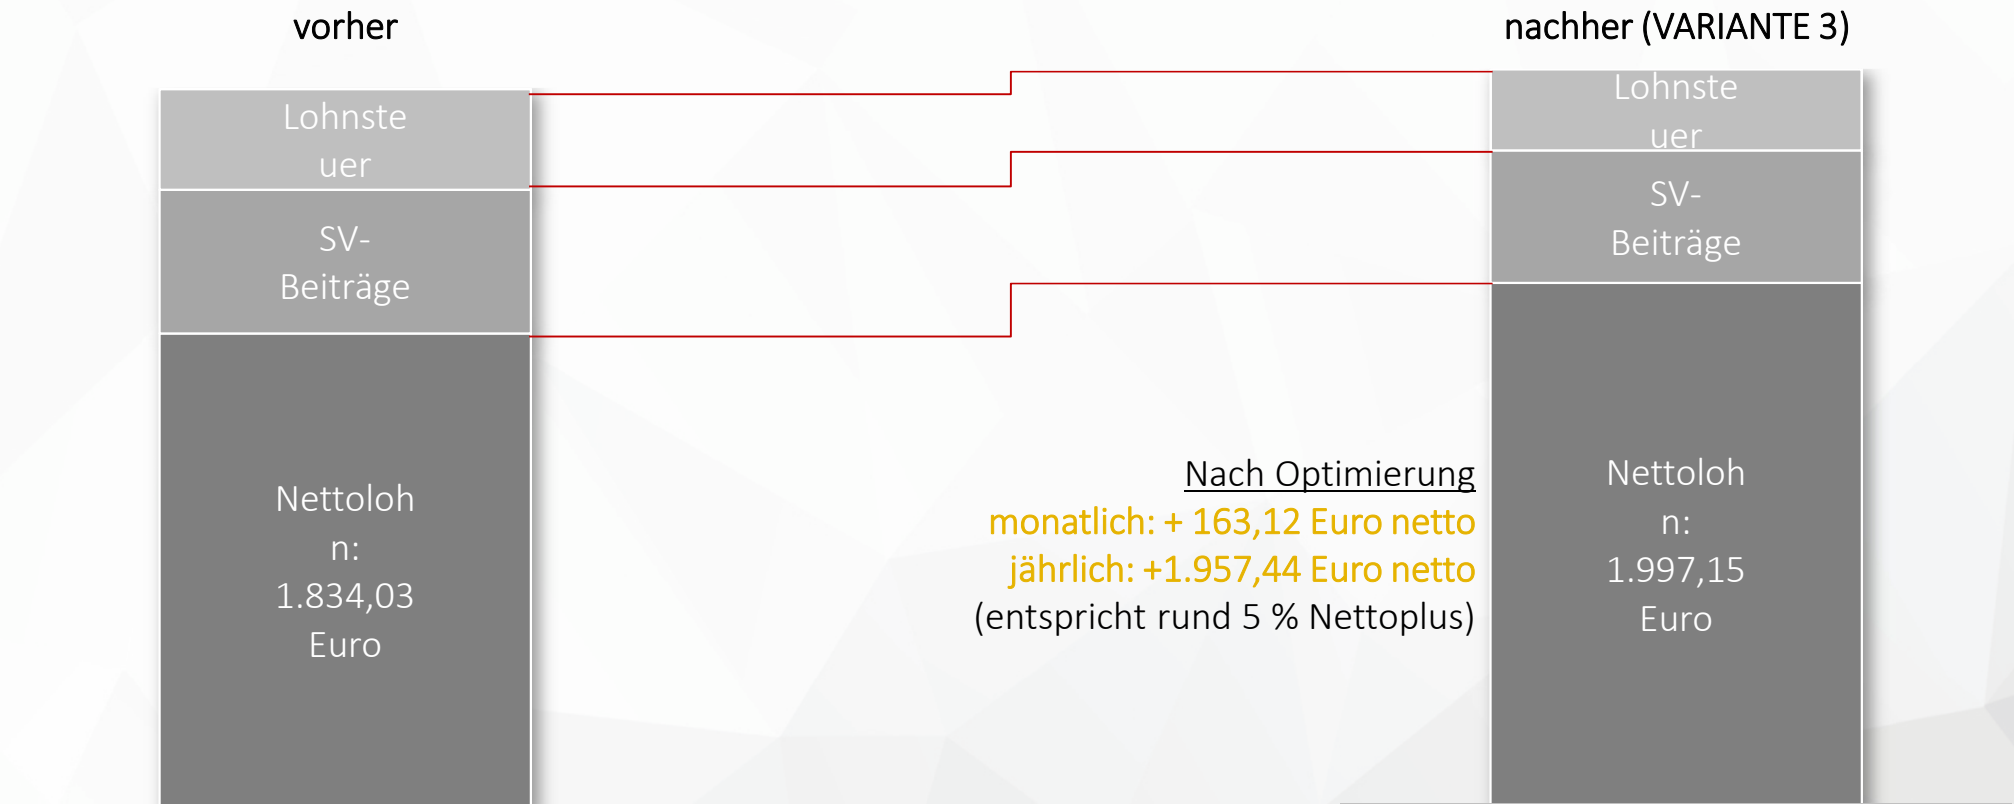 vorher
nachher (VARIANTE 3)
Lohnste
uer
SV-
Beiträge
Nettoloh
n:
1.834,03
Euro
Nach Optimierung
monatlich: + 163,12 Euro netto
jährlich: +1.957,44 Euro netto
(entspricht rund 5 % Nettoplus)
Lohnste
uer
SV-
Beiträge
Nettoloh
n:
1.997,15
Euro